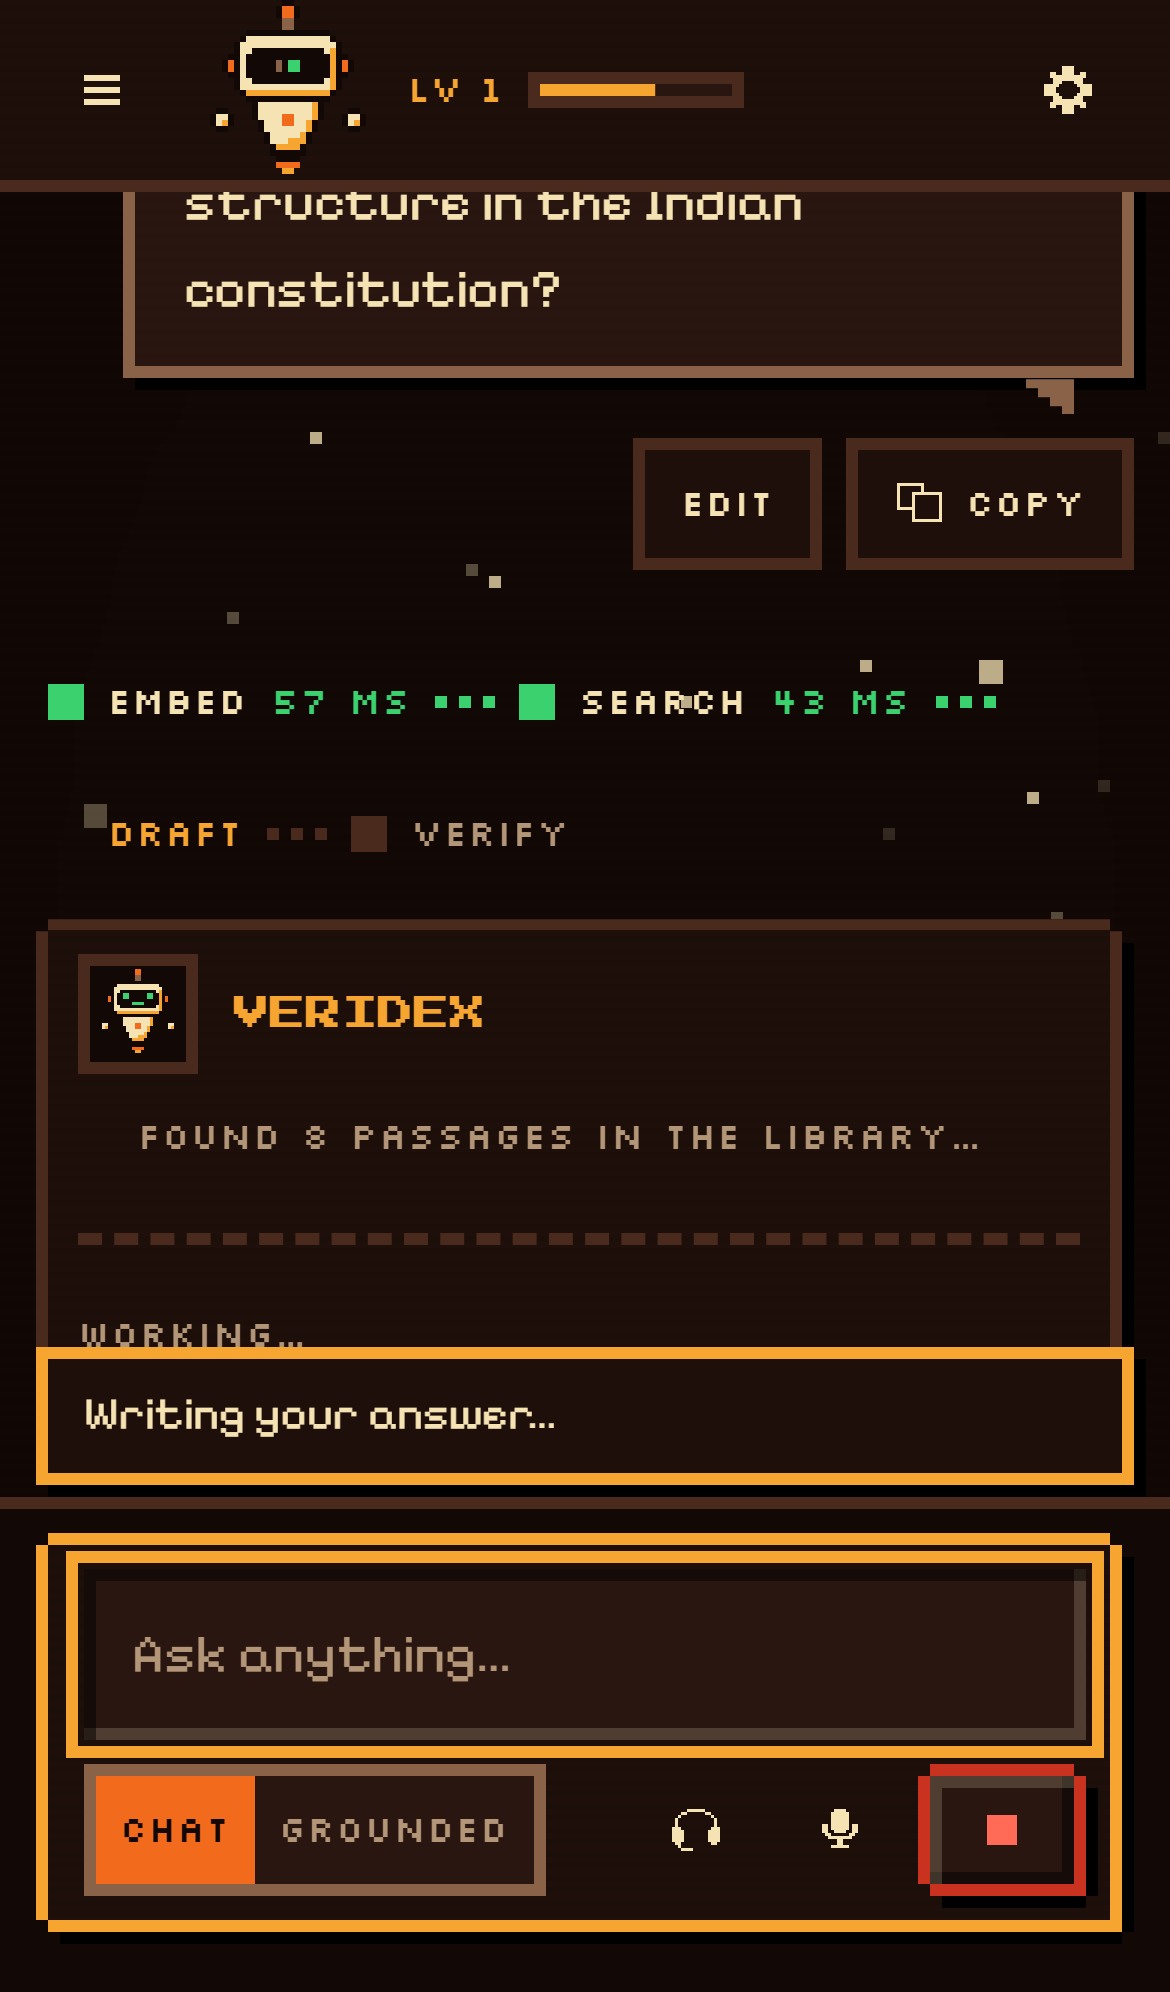 LV 1
structure in the Indian
constitution?
EDIT COPY
EMBED 57 MS SEARCH 43 MS
DRAFT VERIFY
VERIDEX
FOUND 8 PASSAGES IN THE LIBRARY…
WORKING…
Writing your answer…
Ask anything…
CHAT GROUNDED